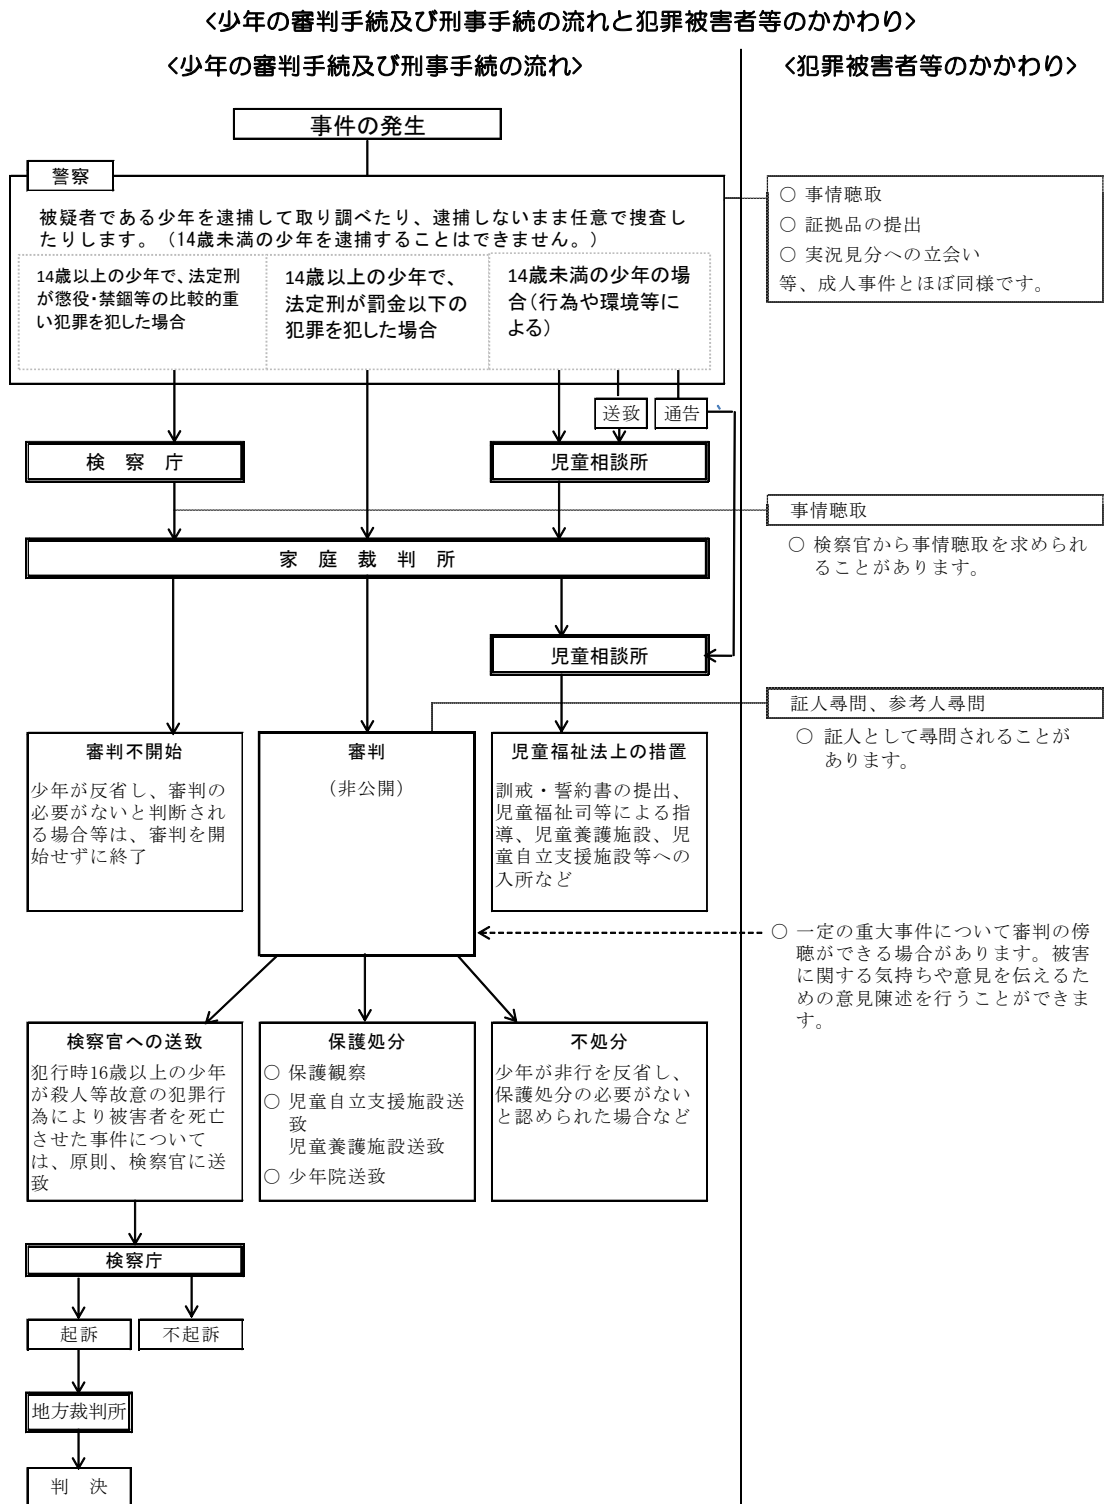 <少年の審判手続及び刑事手続の流れと犯罪被害者等のかかわり>
<少年の審判手続及び刑事手続の流れ>
<犯罪被害者等のかかわり>
事件の発生
警察
被疑者である少年を逮捕して取り調べたり、逮捕しないまま任意で捜査し
たりします。（14歳未満の少年を逮捕することはできません。）
14歳以上の少年で、法定刑
が懲役・禁錮等の比較的重
い犯罪を犯した場合
14歳以上の少年で、
法定刑が罰金以下の
犯罪を犯した場合
14歳未満の少年の場
合（行為や環境等に
よる）
○ 事情聴取
○ 証拠品の提出
○ 実況見分への立会い
等、成人事件とほぼ同様です。
送致
通告
検　察　庁
児童相談所
事情聴取
○ 検察官から事情聴取を求められ
ることがあります。
家　庭　裁　判　所
児童相談所
証人尋問、参考人尋問
○ 証人として尋問されることが
あります。
審判不開始
少年が反省し、審判の
必要がないと判断され
る場合等は、審判を開
始せずに終了
審判
（非公開）
児童福祉法上の措置
訓戒・誓約書の提出、
児童福祉司等による指
導、児童養護施設、児
童自立支援施設等への
入所など
○ 一定の重大事件について審判の傍
聴ができる場合があります。被害
に関する気持ちや意見を伝えるた
めの意見陳述を行うことができま
す。
検察官への送致
犯行時16歳以上の少年
が殺人等故意の犯罪行
為により被害者を死亡
させた事件について
は、原則、検察官に送
致
保護処分
○ 保護観察
○ 児童自立支援施設送
致
児童養護施設送致
○ 少年院送致
不処分
少年が非行を反省し、
保護処分の必要がない
と認められた場合など
検察庁
起訴
不起訴
地方裁判所
判　決